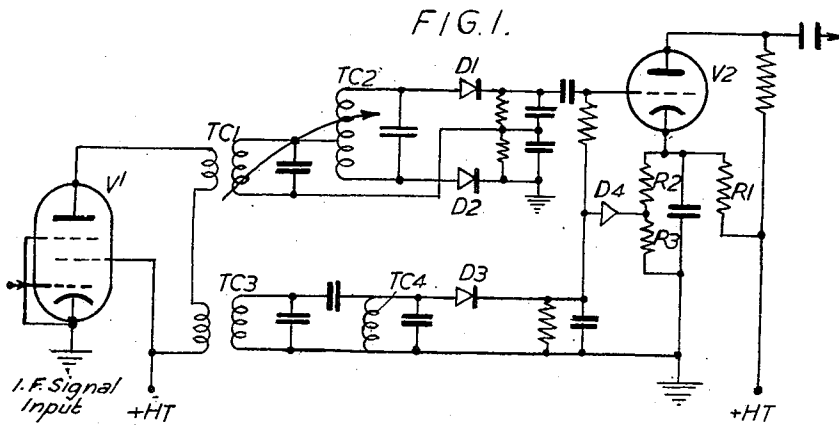 FIG.1.
D1
TC2
V2
TC1
V1
D2
D4
R2
R1
R3
TC3
TC4
D3
I.F. Signal
Input
+HT
+HT